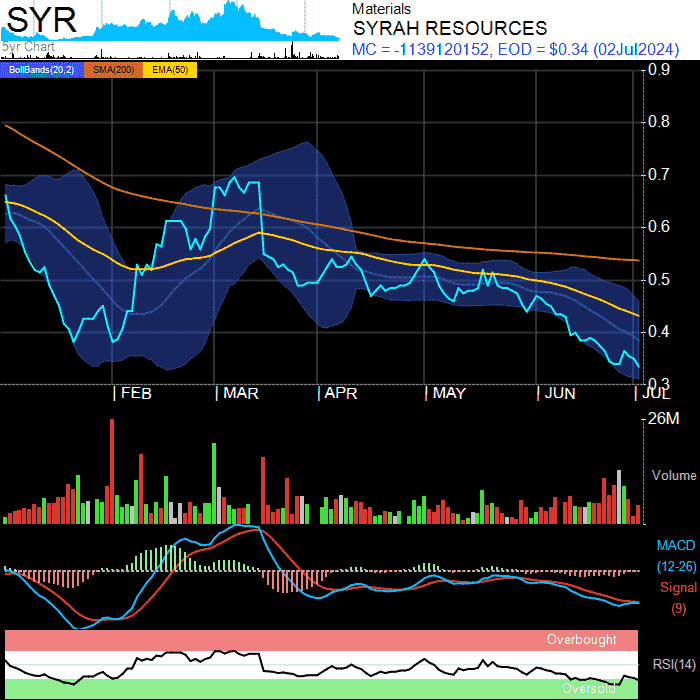 SYR
5yr Chart
Materials
SYRAH RESOURCES
MC = -1139120152, EOD = $0.34 (02Jul2024)
BollBands(20,2) SMA(200) EMA(50)
0.9
0.8
0.7
0.6
0.5
0.4
0.3
FEB MAR APR MAY JUN JUL
26M
Volume
MACD
(12-26)
Signal
(9)
Overbought
RSI(14)
Oversold